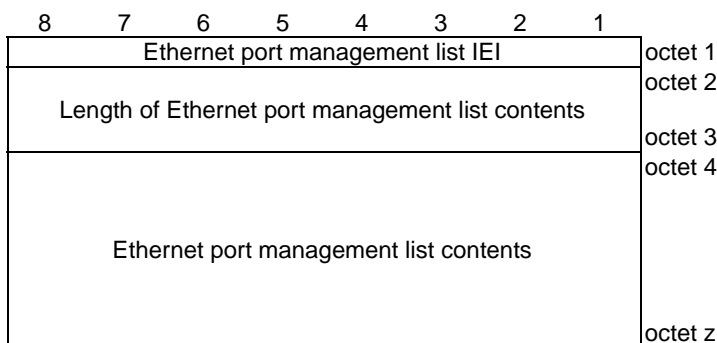 8 7 6 5 4 3 2 1
Ethernet port management list IEI octet 1
octet 2
Length of Ethernet port management list contents
octet 3
octet 4
Ethernet port management list contents
octet z